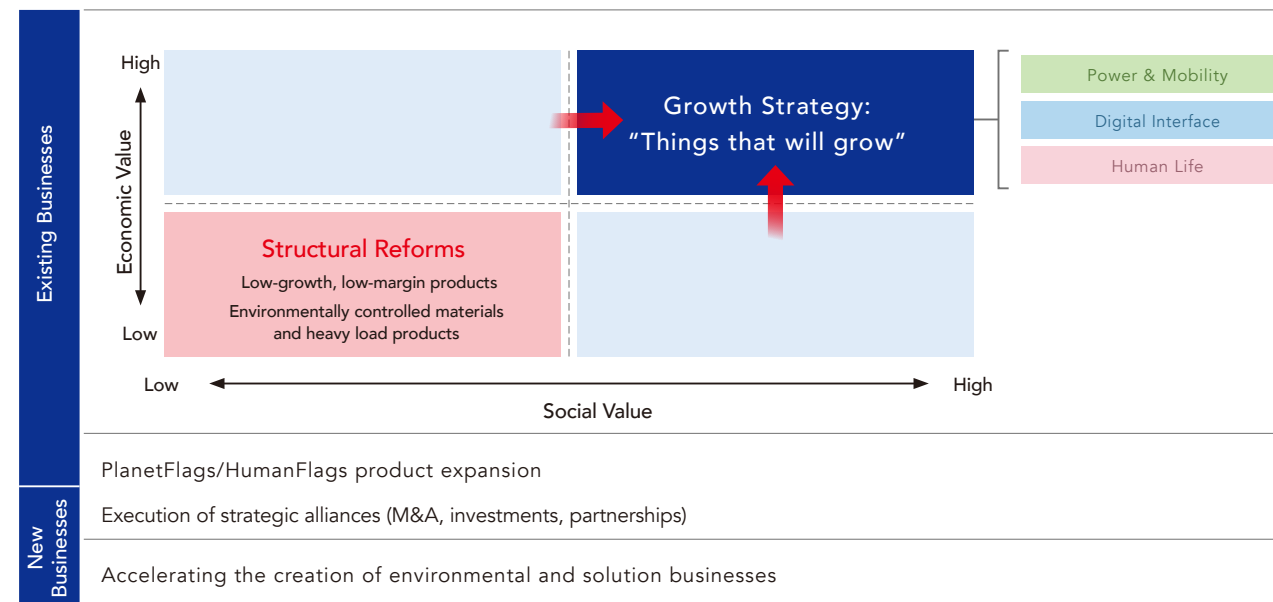 Existing Businesses
High
Economic Value
Low
Growth Strategy:
“Things that will grow”
Power & Mobility
Digital Interface
Human Life
Structural Reforms
Low-growth, low-margin products
Environmentally controlled materials
and heavy load products
Low
High
Social Value
PlanetFlags/HumanFlags product expansion
New
Businesses
Execution of strategic alliances (M&A, investments, partnerships)
Accelerating the creation of environmental and solution businesses